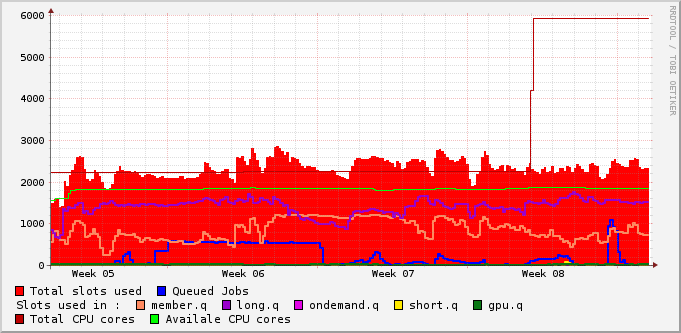 6000
5000
4000
3000
2000
1000
0
Week 05 Week 06 Week 07 Week 08
RRDTOOL / TOBI OETIKER
Total slots used Queued Jobs
Slots used in : member.q long.q ondemand.q short.q gpu.q
Total CPU cores Availale CPU cores